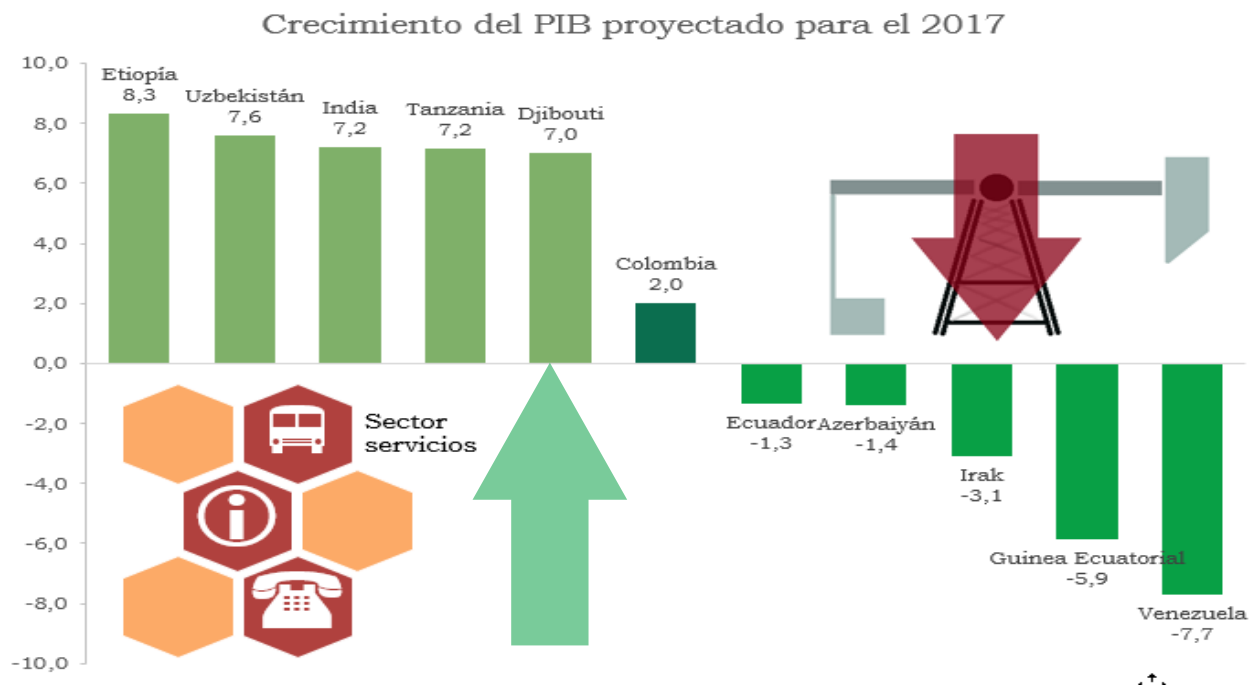 Crecimiento del PIB proyectado para el 2017
10,0
8,0
6,0
4,0
2,0
0,0
-2,0
-4,0
-6,0
-8,0
-10,0
Etiopía
8,3
Uzbekistán
7,6
India
7,2
Tanzania
7,2
Djibouti
7,0
Colombia
2,0
Ecuador
-1,3
Azerbaiyán
-1,4
Irak
-3,1
Guinea Ecuatorial
-5,9
Venezuela
-7,7
Sector
servicios